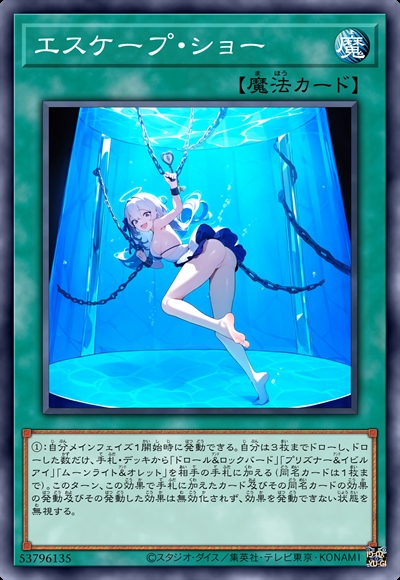 エスケープ・ショー
魔
【魔法カード】
①:自分メインフェイズ1開始時に発動できる。自分は3枚までドローし、ド
ローした数だけ、手札・デッキから「ドロール&ロックバード」「プリズナー&イビル
アイ」「ムーンライト&オレット」を相手の手札に加える(同名カードは1枚ま
で)。このターン、この効果で手札に加えたカード及びその同名カードの効果
の発動及びその発動した効果は無効化されず、効果を発動できない状態を
無視する。
53796135
©スタジオ・ダイス/集英社・テレビ東京・KONAMI